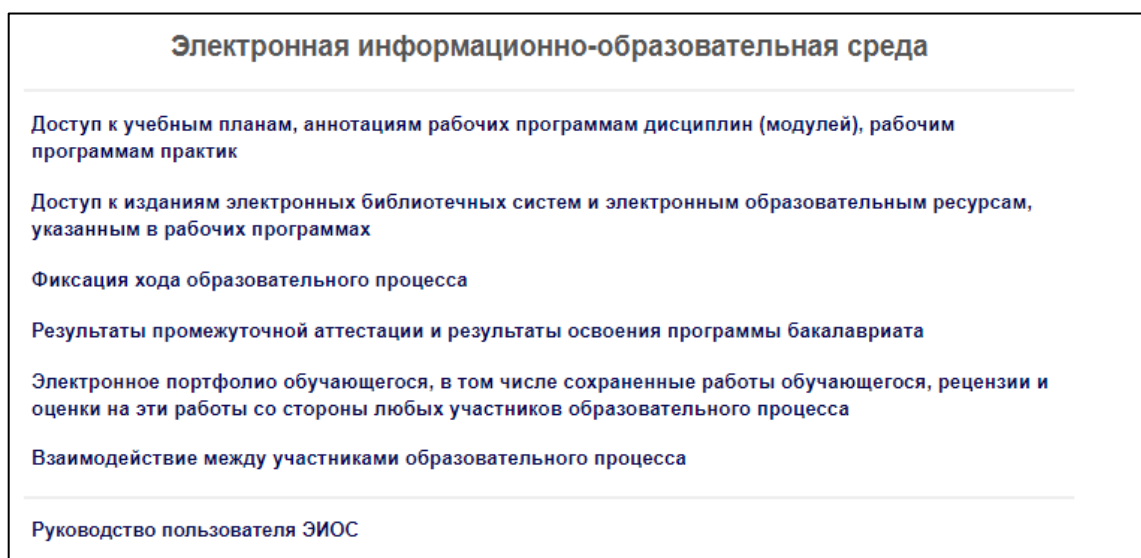 Электронная информационно-образовательная среда
Доступ к учебным планам, аннотациям рабочих программам дисциплин (модулей), рабочим
программам практик
Доступ к изданиям электронных библиотечных систем и электронным образовательным ресурсам,
указанным в рабочих программах
Фиксация хода образовательного процесса
Результаты промежуточной аттестации и результаты освоения программы бакалавриата
Электронное портфолио обучающегося, в том числе сохраненные работы обучающегося, рецензии и
оценки на эти работы со стороны любых участников образовательного процесса
Взаимодействие между участниками образовательного процесса
Руководство пользователя ЭИОС